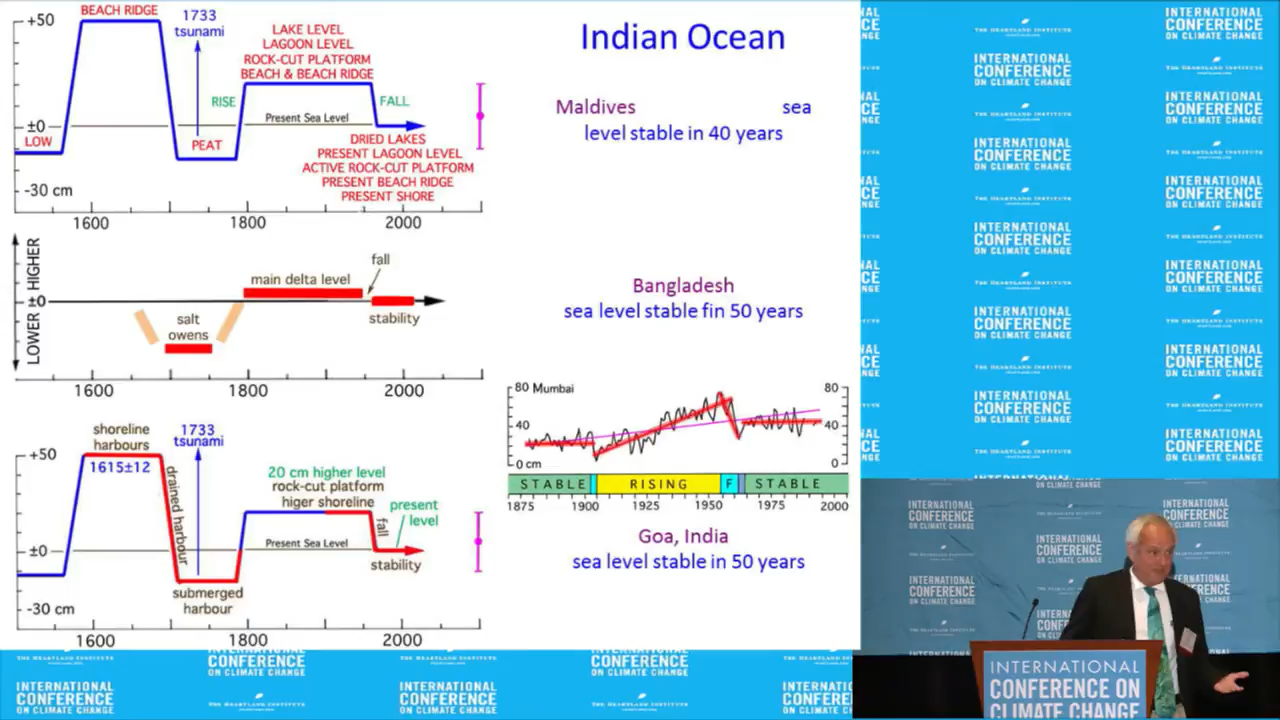 Indian Ocean
+50
BEACH RIDGE
1733
tsunami
LAKE LEVEL
LAGOON LEVEL
ROCK-CUT PLATFORM
BEACH & BEACH RIDGE
RISE
FALL
Present Sea Level
±0
LOW
PEAT
DRIED LAKES
PRESENT LAGOON LEVEL
ACTIVE ROCK-CUT PLATFORM
PRESENT BEACH RIDGE
PRESENT SHORE
-30 cm
1600
1800
2000
Maldives sea
level stable in 40 years
LOWER ±0 HIGHER
main delta level
fall
salt
owens
stability
1600
1800
2000
Bangladesh
sea level stable fin 50 years
80 Mumbai
80
40
40
0 cm
0
STABLE
RISING
F
STABLE
1875
1900
1925
1950
1975
2000
shoreline
harbours
+50
1615±12
1733
tsunami
drained harbour
20 cm higher level
rock-cut platform
higer shoreline
fall
present
level
±0
Present Sea Level
stability
submerged
harbour
-30 cm
1600
1800
2000
Goa, India
sea level stable in 50 years
THE HEARTLAND INSTITUTE
INTERNATIONAL
CONFERENCE
ON CLIMATE CHANGE
INTERNATIONAL
CONFERENCE ON
CLIMATE CHANGE